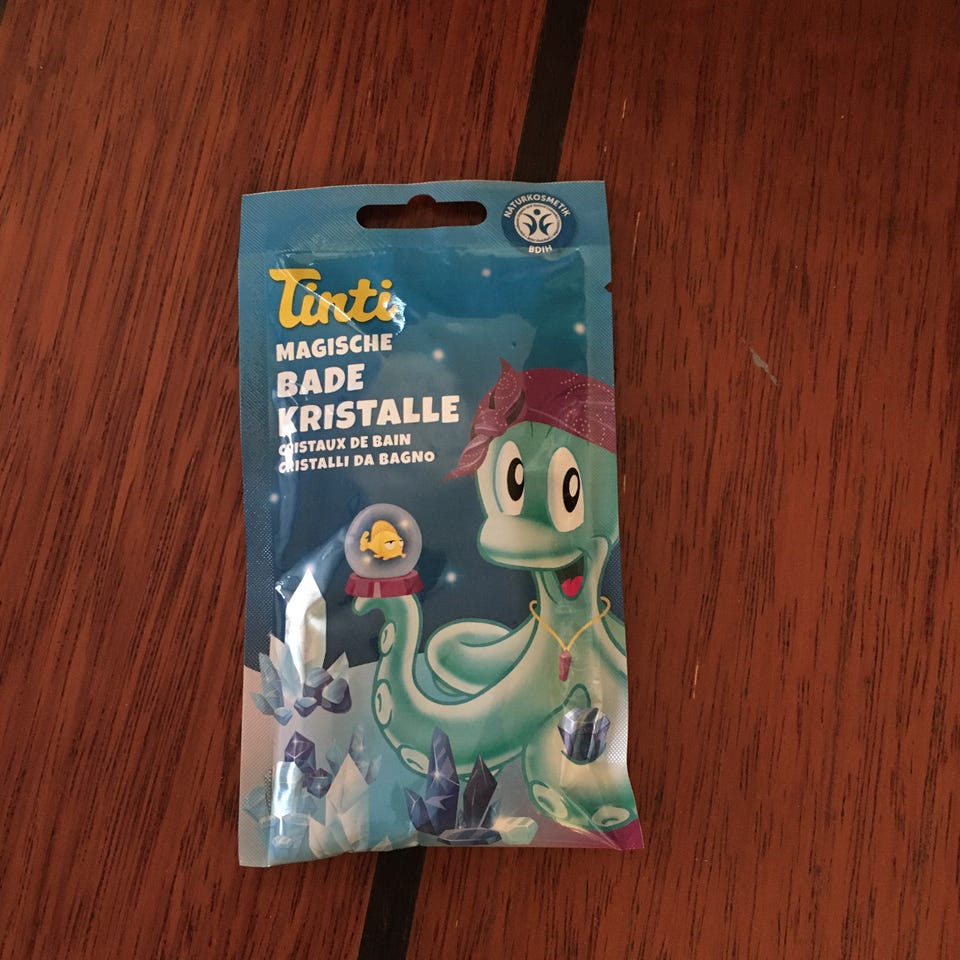 NATURKOSMETIK
BDIH
Tinti
MAGISCHE
BADE
KRISTALLE
CRISTAUX DE BAIN
CRISTALLI DA BAGNO